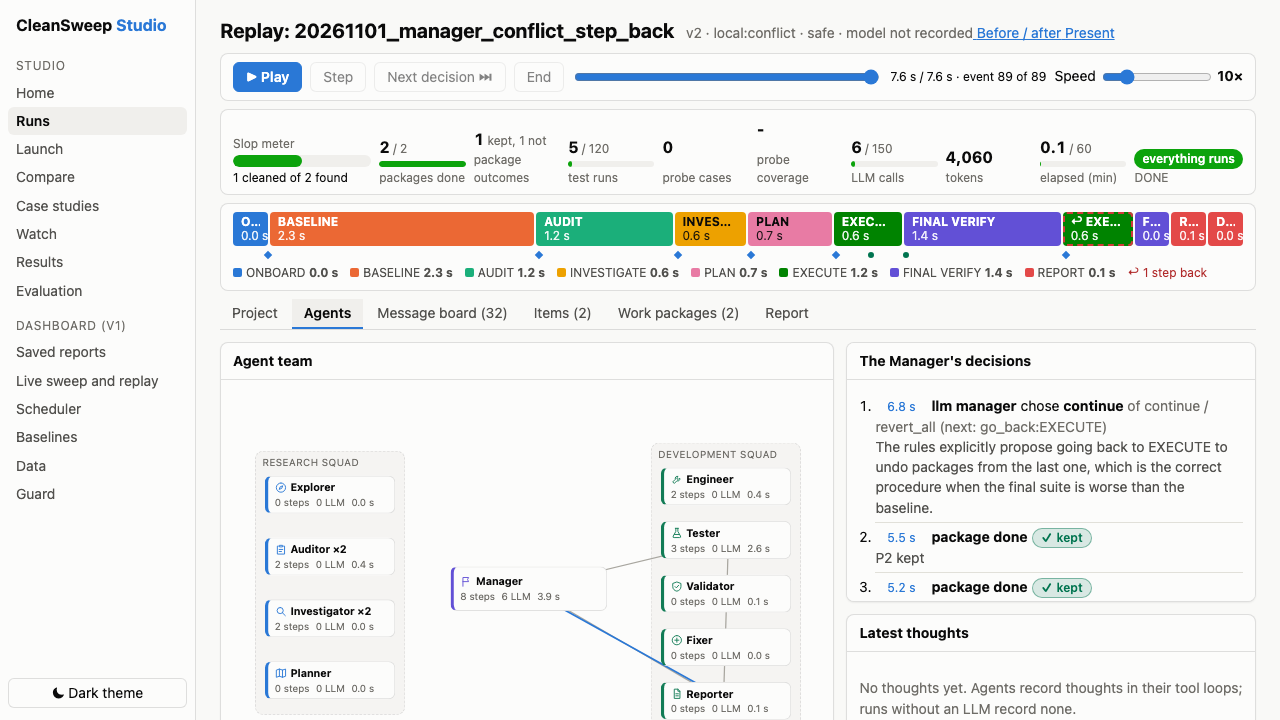 CleanSweep Studio
STUDIO
Home
Runs
Launch
Compare
Case studies
Watch
Results
Evaluation
DASHBOARD (V1)
Saved reports
Live sweep and replay
Scheduler
Baselines
Data
Guard
Dark theme
Replay: 20261101_manager_conflict_step_back v2 · local:conflict · safe · model not recorded Before / after Present
Play Step Next decision End 7.6 s / 7.6 s · event 89 of 89 Speed 10×
Slop meter
1 cleaned of 2 found
2 / 2
packages done
1 kept, 1 not
package
outcomes
5 / 120
test runs
0
probe cases
-
probe
coverage
6 / 150
LLM calls
4,060
tokens
0.1 / 60
elapsed (min)
everything runs
DONE
O... BASELINE AUDIT INVES... PLAN EXEC... FINAL VERIFY ↩ EXE... F... R... D...
0.0 s 2.3 s 1.2 s 0.6 s 0.7 s 0.6 s 1.4 s 0.6 s 0.0 s 0.1 s 0.0 s
ONBOARD 0.0 s BASELINE 2.3 s AUDIT 1.2 s INVESTIGATE 0.6 s PLAN 0.7 s EXECUTE 1.2 s FINAL VERIFY 1.4 s REPORT 0.1 s ↩ 1 step back
Project Agents Message board (32) Items (2) Work packages (2) Report
Agent team
RESEARCH SQUAD
Explorer
0 steps 0 LLM 0.0 s
Auditor ×2
2 steps 0 LLM 0.4 s
Investigator ×2
2 steps 0 LLM 0.0 s
Planner
0 steps 0 LLM 0.0 s
Manager
8 steps 6 LLM 3.9 s
DEVELOPMENT SQUAD
Engineer
2 steps 0 LLM 0.4 s
Tester
3 steps 0 LLM 2.6 s
Validator
0 steps 0 LLM 0.1 s
Fixer
0 steps 0 LLM 0.0 s
Reporter
0 steps 0 LLM 0.1 s
The Manager's decisions
1. 6.8 s llm manager chose continue of continue /
revert_all (next: go_back:EXECUTE)
The rules explicitly propose going back to EXECUTE to
undo packages from the last one, which is the correct
procedure when the final suite is worse than the
baseline.
2. 5.5 s package done ✓ kept
P2 kept
3. 5.2 s package done ✓ kept
Latest thoughts
No thoughts yet. Agents record thoughts in their tool loops;
runs without an LLM record none.